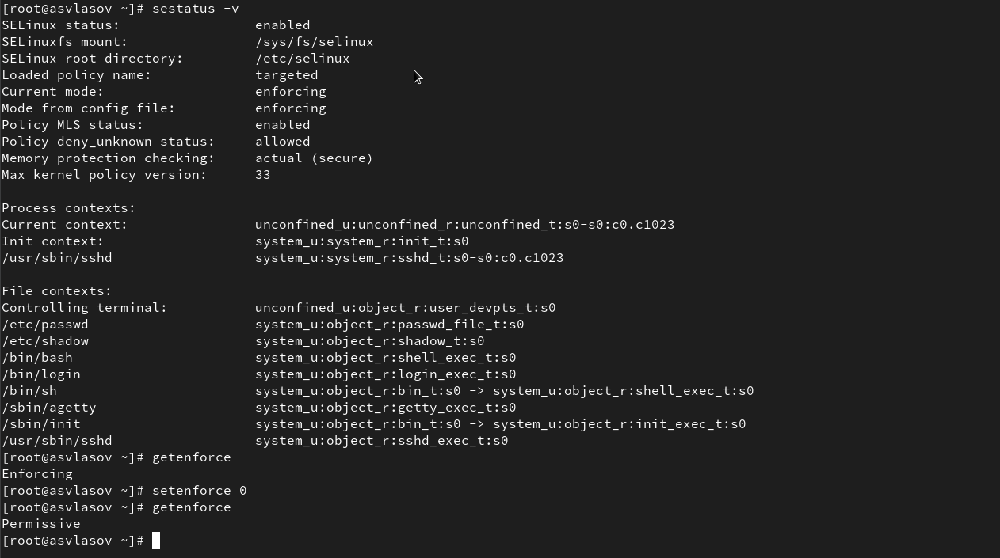 [root@asvlasov ~]# sestatus -v
SELinux status:                 enabled
SELinuxfs mount:                /sys/fs/selinux
SELinux root directory:         /etc/selinux
Loaded policy name:             targeted
Current mode:                   enforcing
Mode from config file:          enforcing
Policy MLS status:              enabled
Policy deny_unknown status:     allowed
Memory protection checking:     actual (secure)
Max kernel policy version:      33

Process contexts:
Current context:                unconfined_u:unconfined_r:unconfined_t:s0-s0:c0.c1023
Init context:                   system_u:system_r:init_t:s0
/usr/sbin/sshd                  system_u:system_r:sshd_t:s0-s0:c0.c1023

File contexts:
Controlling terminal:           unconfined_u:object_r:user_devpts_t:s0
/etc/passwd                     system_u:object_r:passwd_file_t:s0
/etc/shadow                     system_u:object_r:shadow_t:s0
/bin/bash                       system_u:object_r:shell_exec_t:s0
/bin/login                      system_u:object_r:login_exec_t:s0
/bin/sh                         system_u:object_r:bin_t:s0 -> system_u:object_r:shell_exec_t:s0
/sbin/agetty                    system_u:object_r:getty_exec_t:s0
/sbin/init                      system_u:object_r:bin_t:s0 -> system_u:object_r:init_exec_t:s0
/usr/sbin/sshd                  system_u:object_r:sshd_exec_t:s0
[root@asvlasov ~]# getenforce
Enforcing
[root@asvlasov ~]# setenforce 0
[root@asvlasov ~]# getenforce
Permissive
[root@asvlasov ~]#